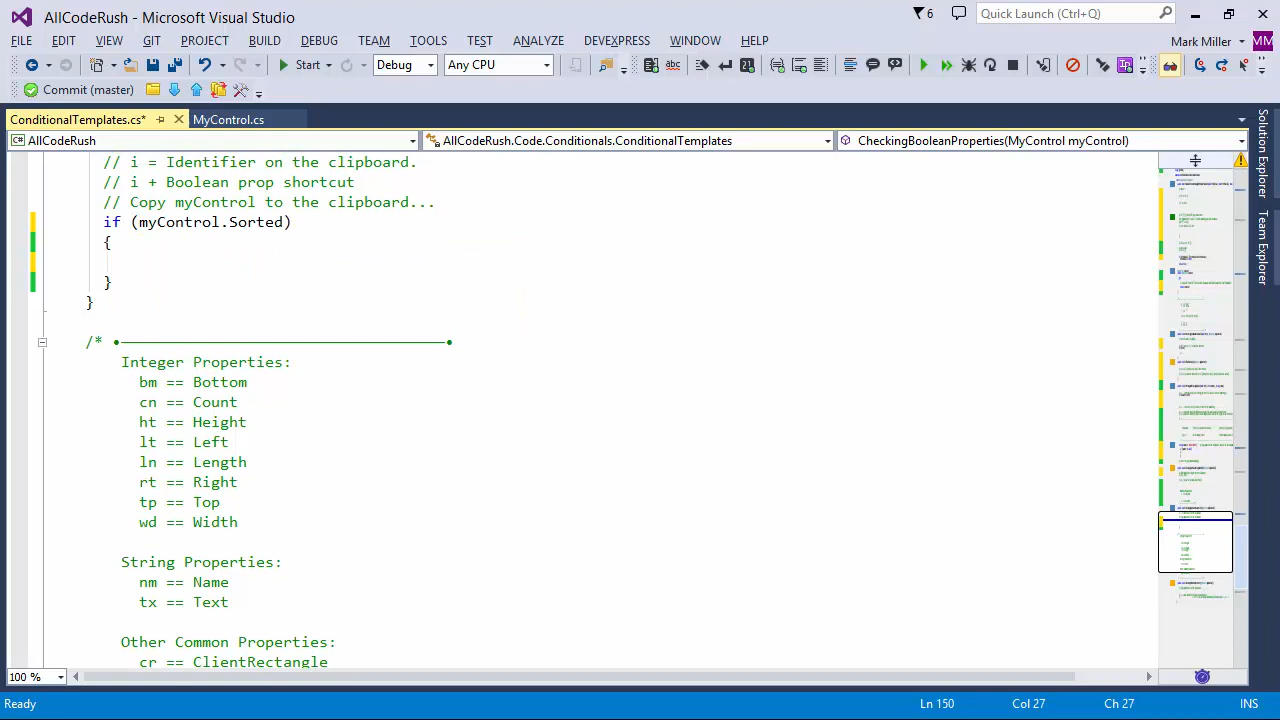 AllCodeRush - Microsoft Visual Studio
6
Quick Launch (Ctrl+Q)
FILE EDIT VIEW GIT PROJECT BUILD DEBUG TEAM TOOLS TEST ANALYZE DEVEXPRESS WINDOW HELP
Mark Miller
MM
Start
Debug
Any CPU
abc
Commit (master)
ConditionalTemplates.cs*
MyControl.cs
C#
AllCodeRush
AllCodeRush.Code.Conditionals.ConditionalTemplates
CheckingBooleanProperties(MyControl myControl)
Solution Explorer
Team Explorer
// i = Identifier on the clipboard.
// i + Boolean prop shortcut
// Copy myControl to the clipboard...
if (myControl.Sorted)
{
}
}
/*
Integer Properties:
bm == Bottom
cn == Count
ht == Height
lt == Left
ln == Length
rt == Right
tp == Top
wd == Width
String Properties:
nm == Name
tx == Text
Other Common Properties:
cr == ClientRectangle
100 %
Ready
Ln 150
Col 27
Ch 27
INS